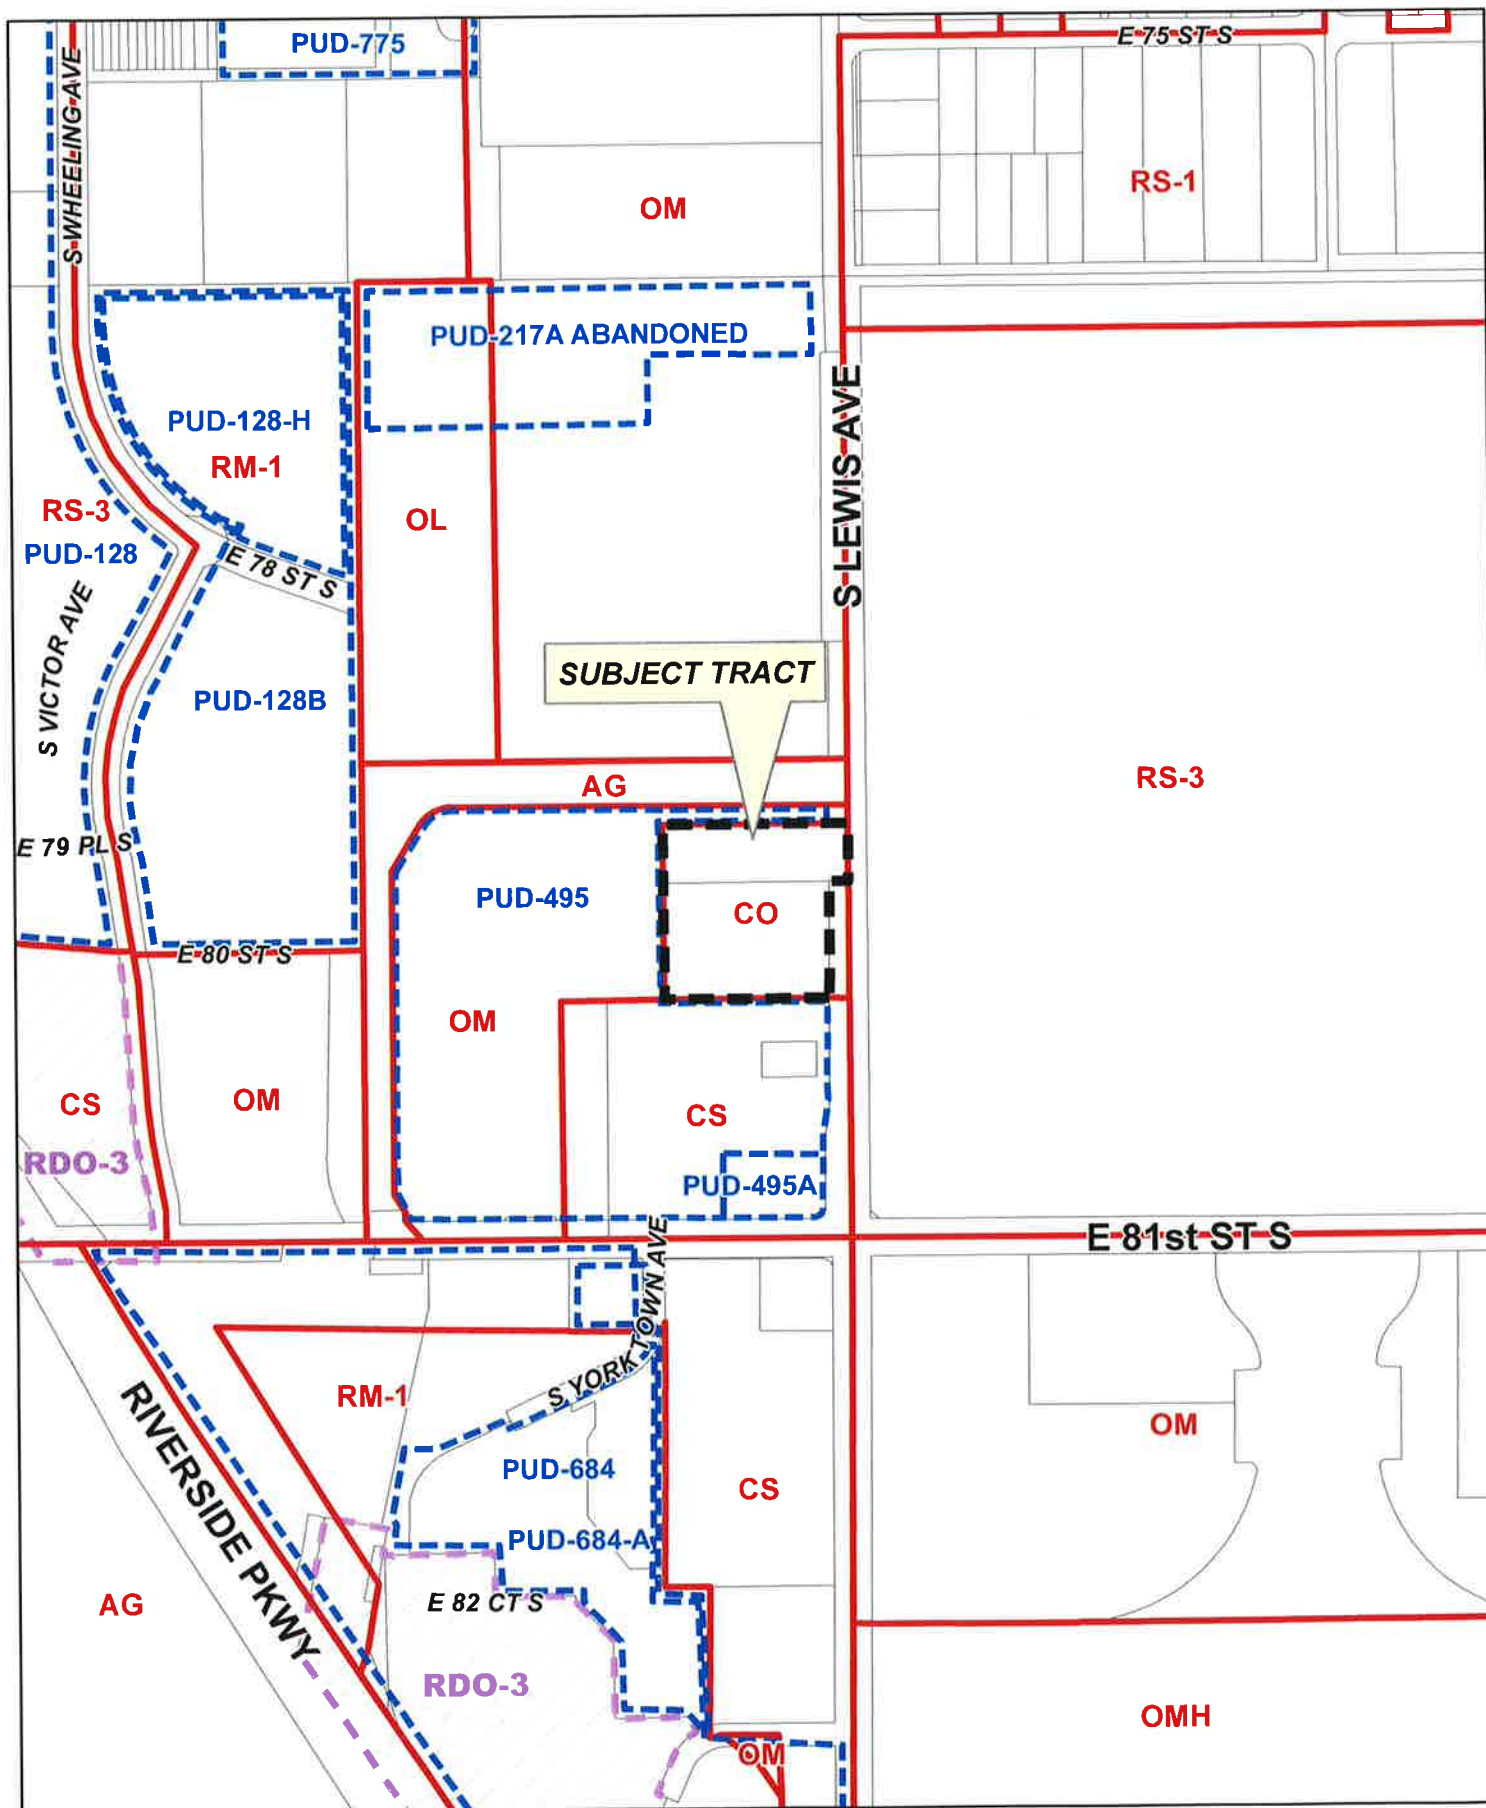 PUD-775
E 75 ST S
S WHEELING AVE
RS-1
OM
PUD-217A ABANDONED
PUD-128-H
RM-1
S LEWIS AVE
RS-3
OL
PUD-128
E 78 ST S
S VICTOR AVE
SUBJECT TRACT
PUD-128B
RS-3
AG
E 79 PL S
PUD-495
CO
E 80 ST S
OM
CS
OM
CS
RDO-3
PUD-495A
E 81st ST S
S YORKTOWN AVE
RM-1
OM
RIVERSIDE PKWY
PUD-684
CS
PUD-684-A
AG
E 82 CT S
RDO-3
OMH
OM